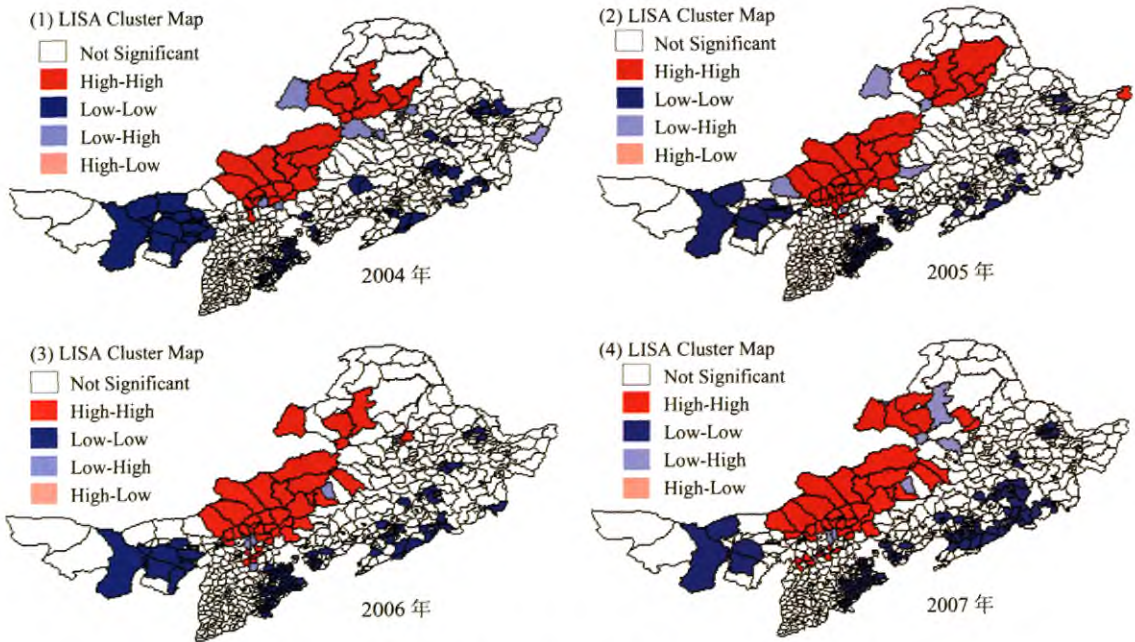 (1) LISA Cluster Map
Not Significant
High-High
Low-Low
Low-High
High-Low
2004 年
(2) LISA Cluster Map
Not Significant
High-High
Low-Low
Low-High
High-Low
2005 年
(3) LISA Cluster Map
Not Significant
High-High
Low-Low
Low-High
High-Low
2006 年
(4) LISA Cluster Map
Not Significant
High-High
Low-Low
Low-High
High-Low
2007 年